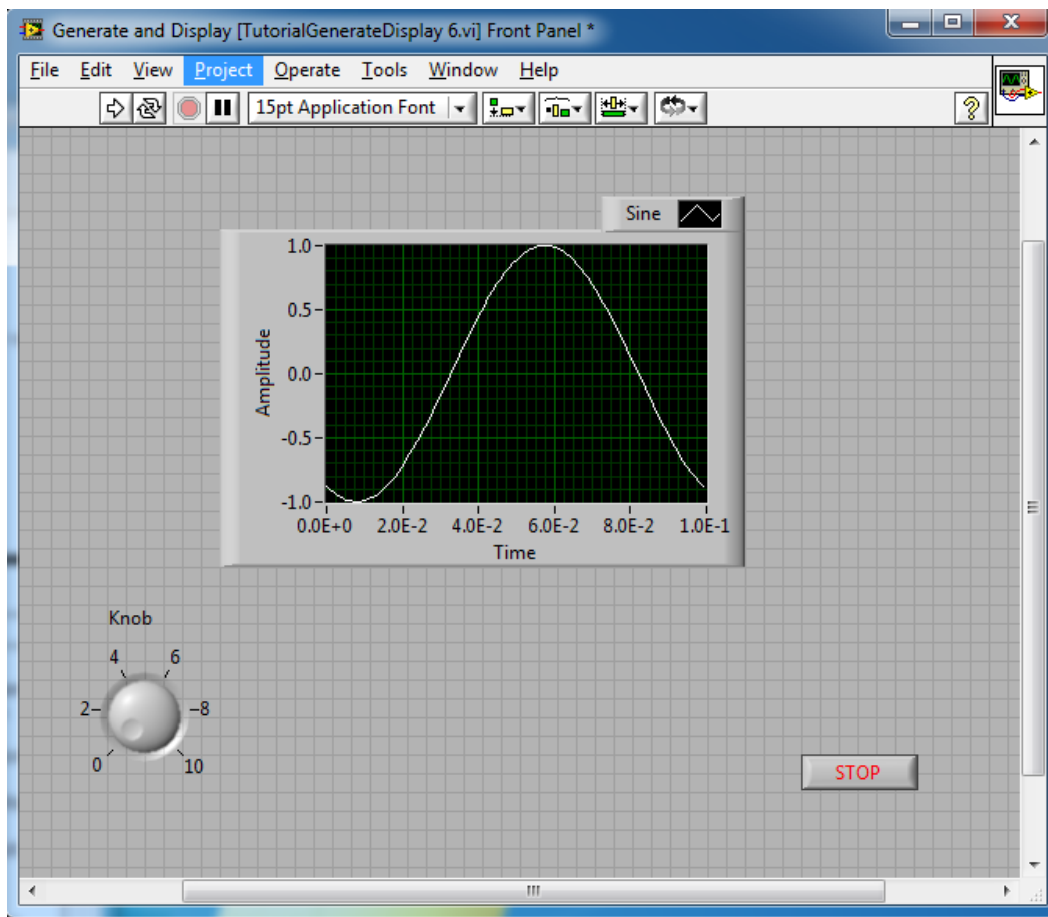 Generate and Display [TutorialGenerateDisplay 6.vi] Front Panel *
File Edit View Project Operate Tools Window Help
15pt Application Font
Sine
1.0
0.5
0.0
-0.5
-1.0
Amplitude
0.0E+0 2.0E-2 4.0E-2 6.0E-2 8.0E-2 1.0E-1
Time
Knob
4 6
2 8
0 10
STOP